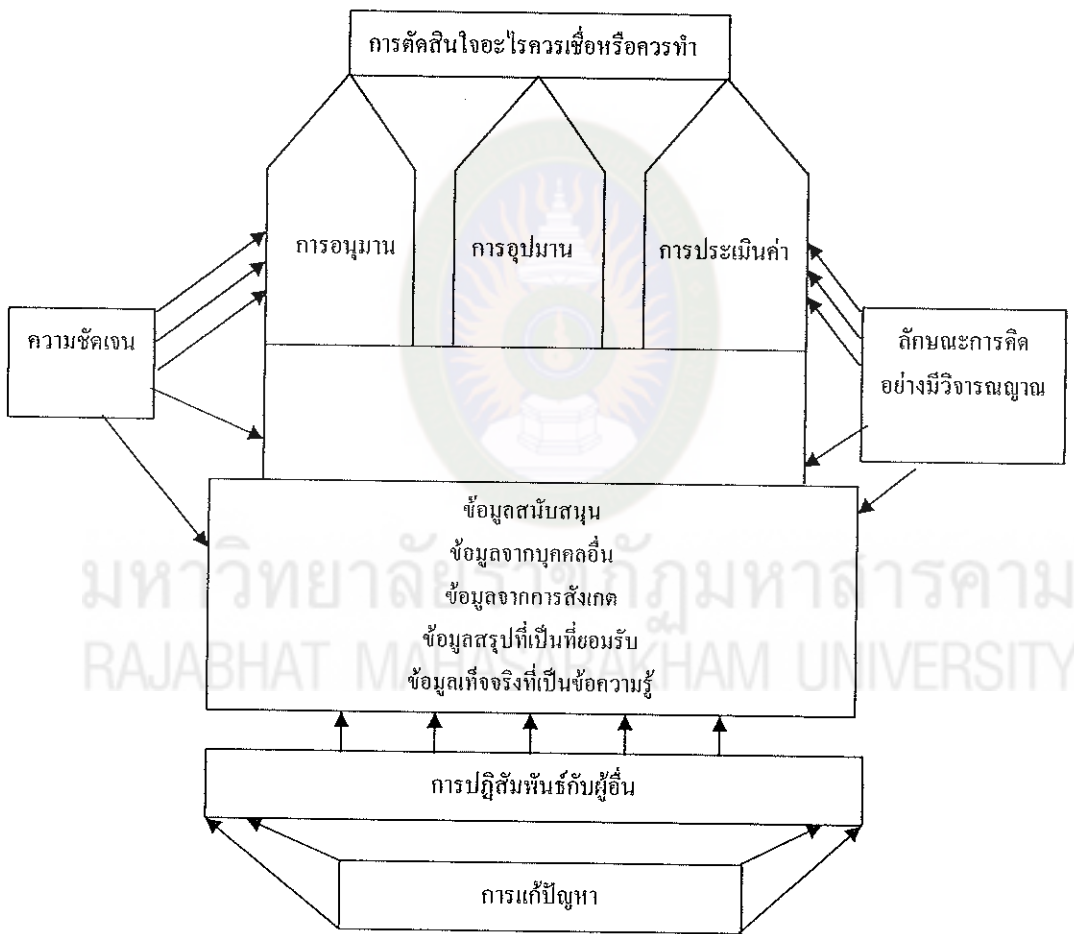 การตัดสินใจอะไรควรเชื่อหรือควรทำ
การอนุมาน
การอุปมาน
การประเมินค่า
ความชัดเจน
ลักษณะการคิด
อย่างมีวิจารณญาณ
ข้อมูลสนับสนุน
ข้อมูลจากบุคคลอื่น
ข้อมูลจากการสังเกต
ข้อมูลสรุปที่เป็นที่ยอมรับ
ข้อมูลเท็จจริงที่เป็นข้อความรู้
มหาวิทยาลัยราชภัฏมหาสารคาม
RAJABHAT MAHASARAKHAM UNIVERSITY
การปฏิสัมพันธ์กับผู้อื่น
การแก้ปัญหา